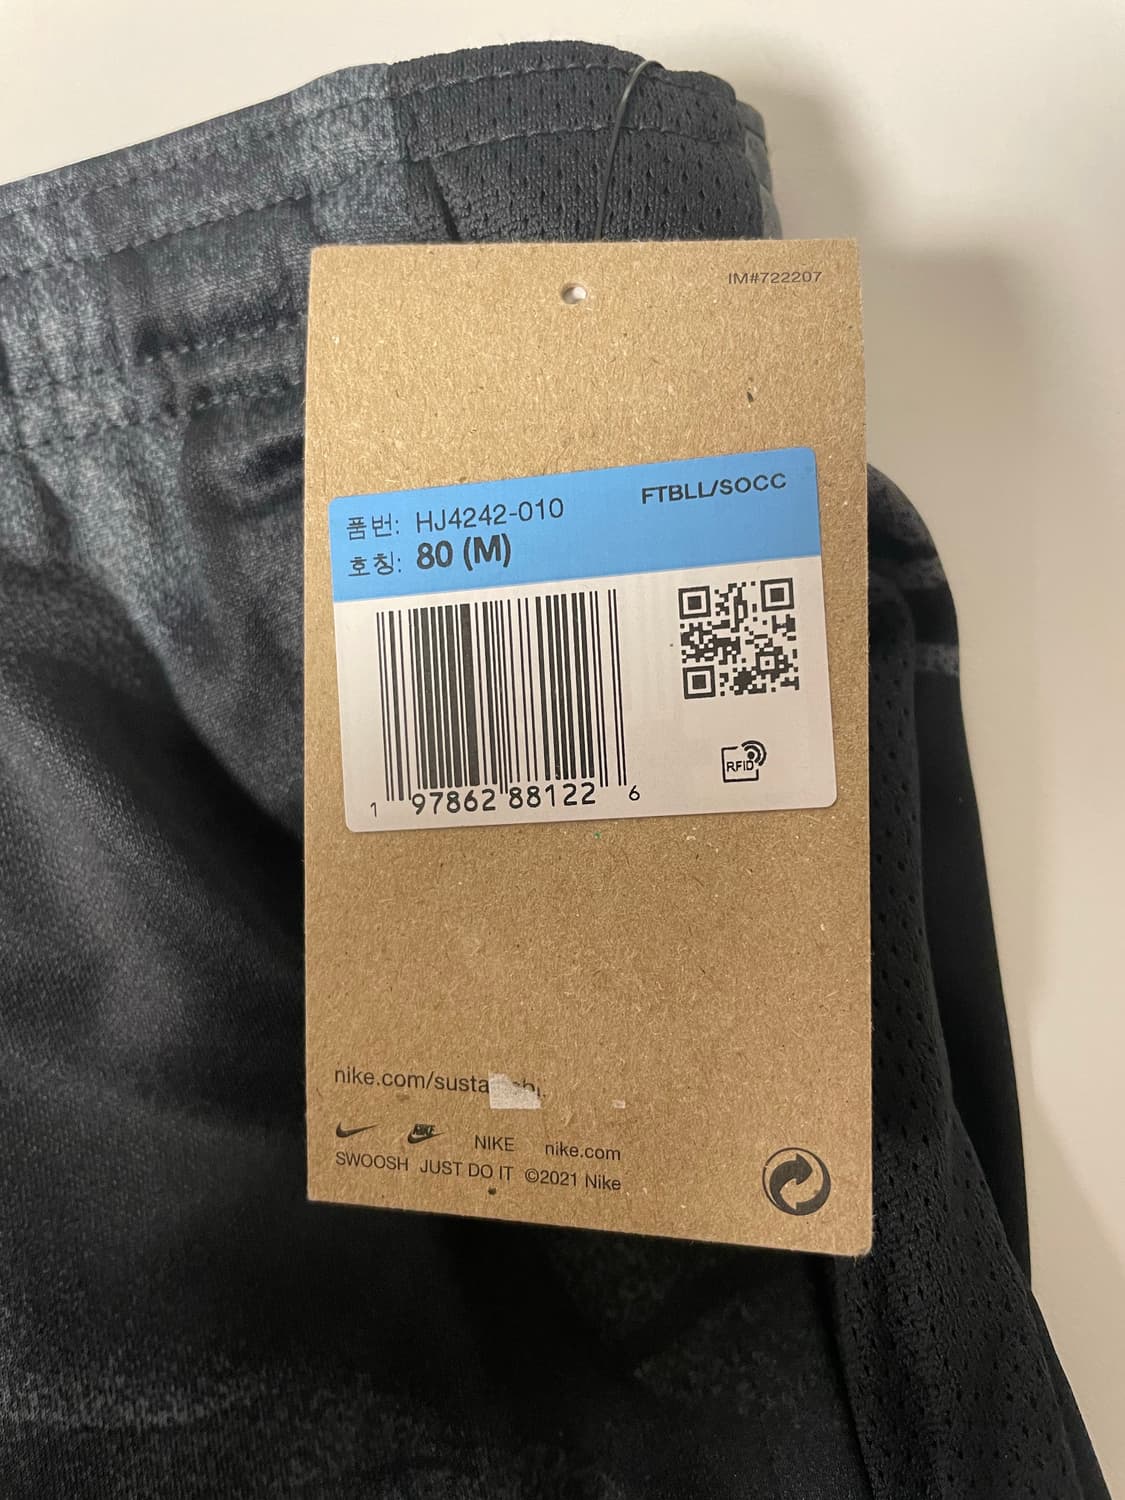 IM#722207
품번: HJ4242-010
FTBLL/SOCC
호칭: 80 (M)
1 97862 88122 6
RFID
NIKE NIKE nike.com
SWOOSH JUST DO IT ©2021 Nike